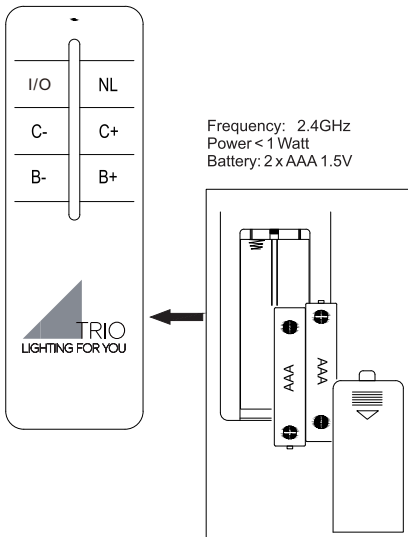 I/O NL
C- C+
B- B+
TRIO
LIGHTING FOR YOU
Frequency: 2.4GHz
Power < 1 Watt
Battery: 2 x AAA 1.5V
AAA
AAA